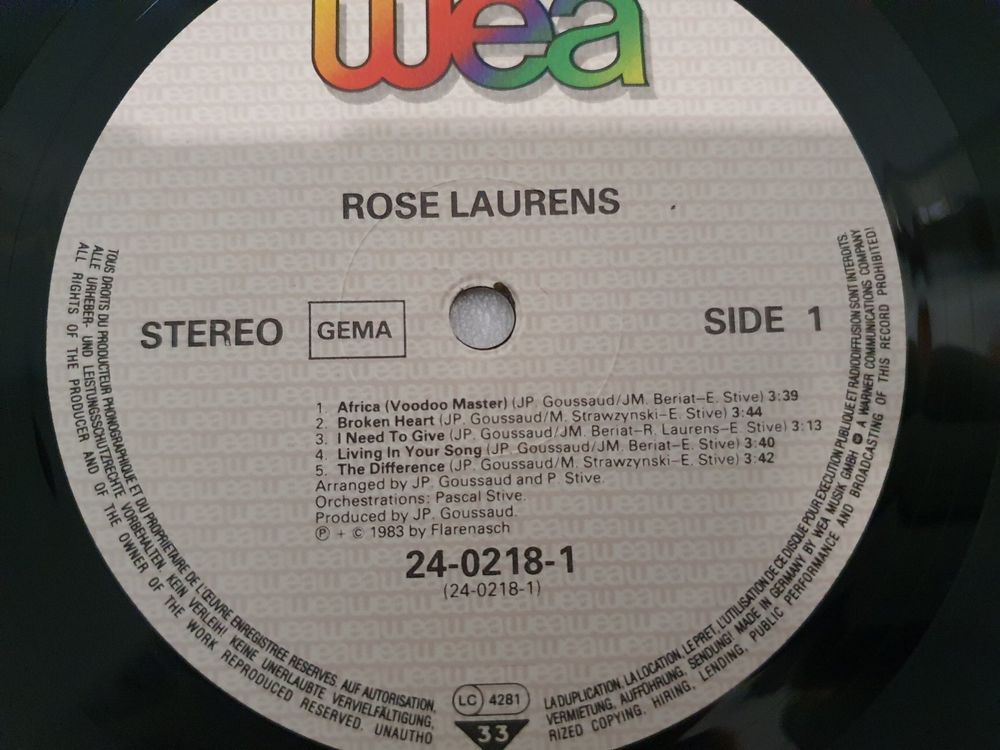 wea
ROSE LAURENS
STEREO GEMA SIDE 1
1. Africa (Voodoo Master) (JP. Goussaud/JM. Beriat–E. Stive) 3:39
2. Broken Heart (JP. Goussaud/M. Strawzynski–E. Stive) 3:44
3. I Need To Give (JP. Goussaud/JM. Beriat–R. Laurens–E. Stive) 3:13
4. Living In Your Song (JP. Goussaud/JM. Beriat–E. Stive) 3:40
5. The Difference (JP. Goussaud/M. Strawzynski–E. Stive) 3:42
Arranged by JP. Goussaud and P. Stive.
Orchestrations: Pascal Stive.
Produced by JP. Goussaud.
℗ + © 1983 by Flarenasch
24-0218-1
(24-0218-1)
TOUS DROITS DU PRODUCTEUR PHONOGRAPHIQUE ET DU PROPRIETAIRE DE L'ŒUVRE ENREGISTREE RESERVES. AUF AUTORISATION, LA DUPLICATION, LA LOCATION, LE PRET, L'UTILISATION DE CE DISQUE POUR EXECUTION PUBLIQUE ET RADIODIFFUSION SONT INTERDITS.
ALLE URHEBER- UND LEISTUNGSSCHUTZRECHTE VORBEHALTEN. KEIN VERLEIH! KEINE UNERLAUBTE VERVIELFÄLTIGUNG, VERMIETUNG, AUFFÜHRUNG, SENDUNG! MADE IN GERMANY BY WEA MUSIK GMBH A WARNER COMMUNICATIONS COMPANY
ALL RIGHTS OF THE PRODUCER AND OF THE OWNER OF THE WORK REPRODUCED RESERVED. UNAUTHORIZED COPYING, HIRING, LENDING, PUBLIC PERFORMANCE AND BROADCASTING OF THIS RECORD PROHIBITED!
LC 4281
33